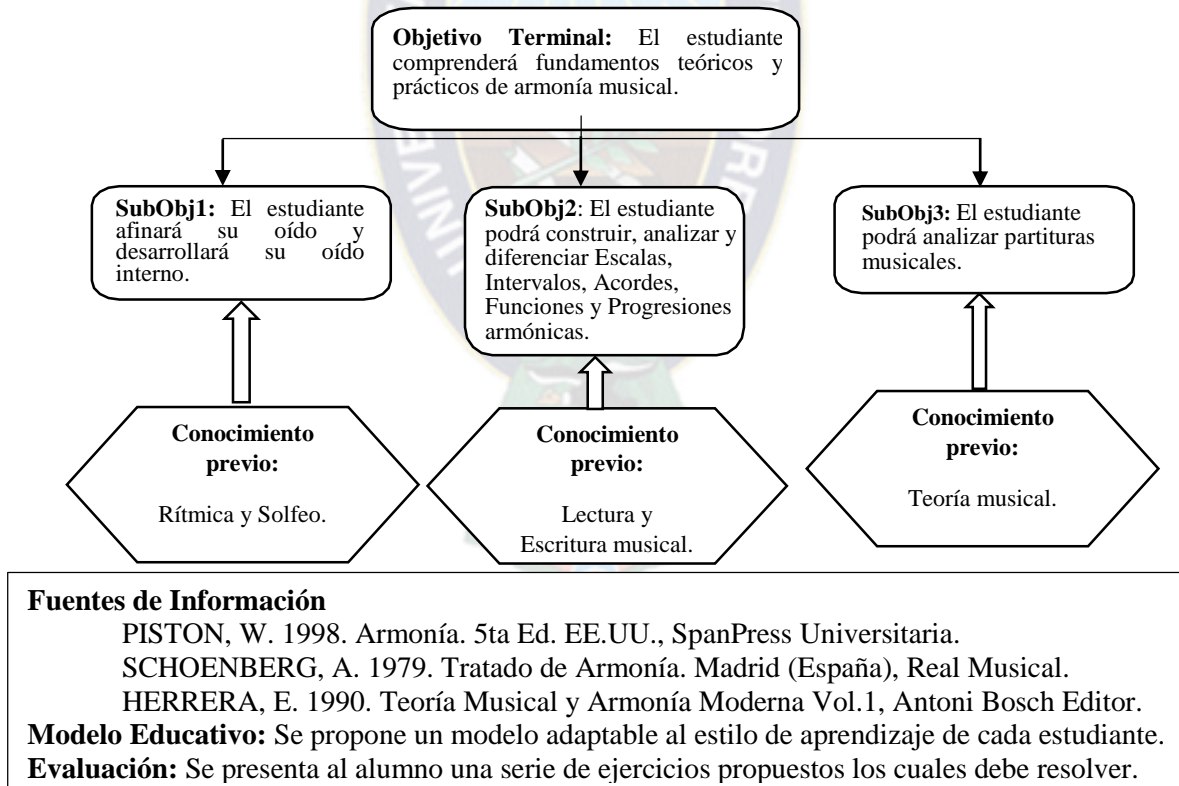 Objetivo Terminal: El estudiante
comprenderá fundamentos teóricos y
prácticos de armonía musical.
SubObj1: El estudiante
afinará su oído y
desarrollará su oído
interno.
SubObj2: El estudiante
podrá construir, analizar y
diferenciar Escalas,
Intervalos, Acordes,
Funciones y Progresiones
armónicas.
SubObj3: El estudiante
podrá analizar partituras
musicales.
Conocimiento
previo:
Rítmica y Solfeo.
Conocimiento
previo:
Lectura y
Escritura musical.
Conocimiento
previo:
Teoría musical.
Fuentes de Información
PISTON, W. 1998. Armonía. 5ta Ed. EE.UU., SpanPress Universitaria.
SCHOENBERG, A. 1979. Tratado de Armonía. Madrid (España), Real Musical.
HERRERA, E. 1990. Teoría Musical y Armonía Moderna Vol.1, Antoni Bosch Editor.
Modelo Educativo: Se propone un modelo adaptable al estilo de aprendizaje de cada estudiante.
Evaluación: Se presenta al alumno una serie de ejercicios propuestos los cuales debe resolver.